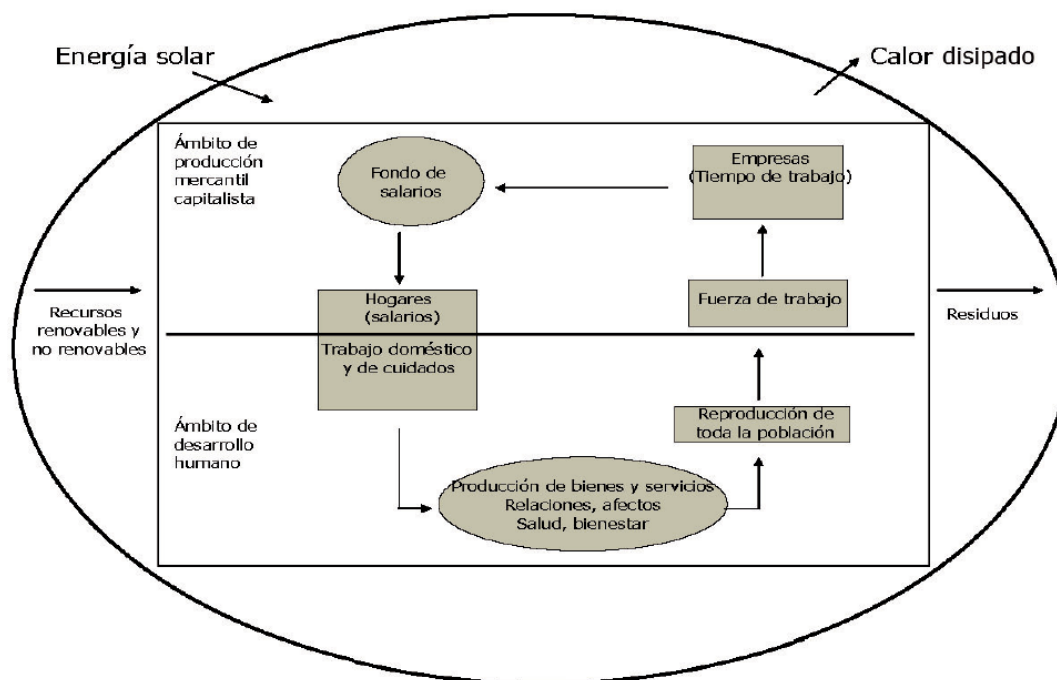 Energía solar
Calor disipado
Ámbito de
producción
mercantil
capitalista
Fondo de
salarios
Empresas
(Tiempo de trabajo)
Recursos
renovables y
no renovables
Hogares
(salarios)
Fuerza de trabajo
Residuos
Trabajo doméstico
y de cuidados
Ámbito de
desarrollo
humano
Reproducción de
toda la población
Producción de bienes y servicios
Relaciones, afectos
Salud, bienestar